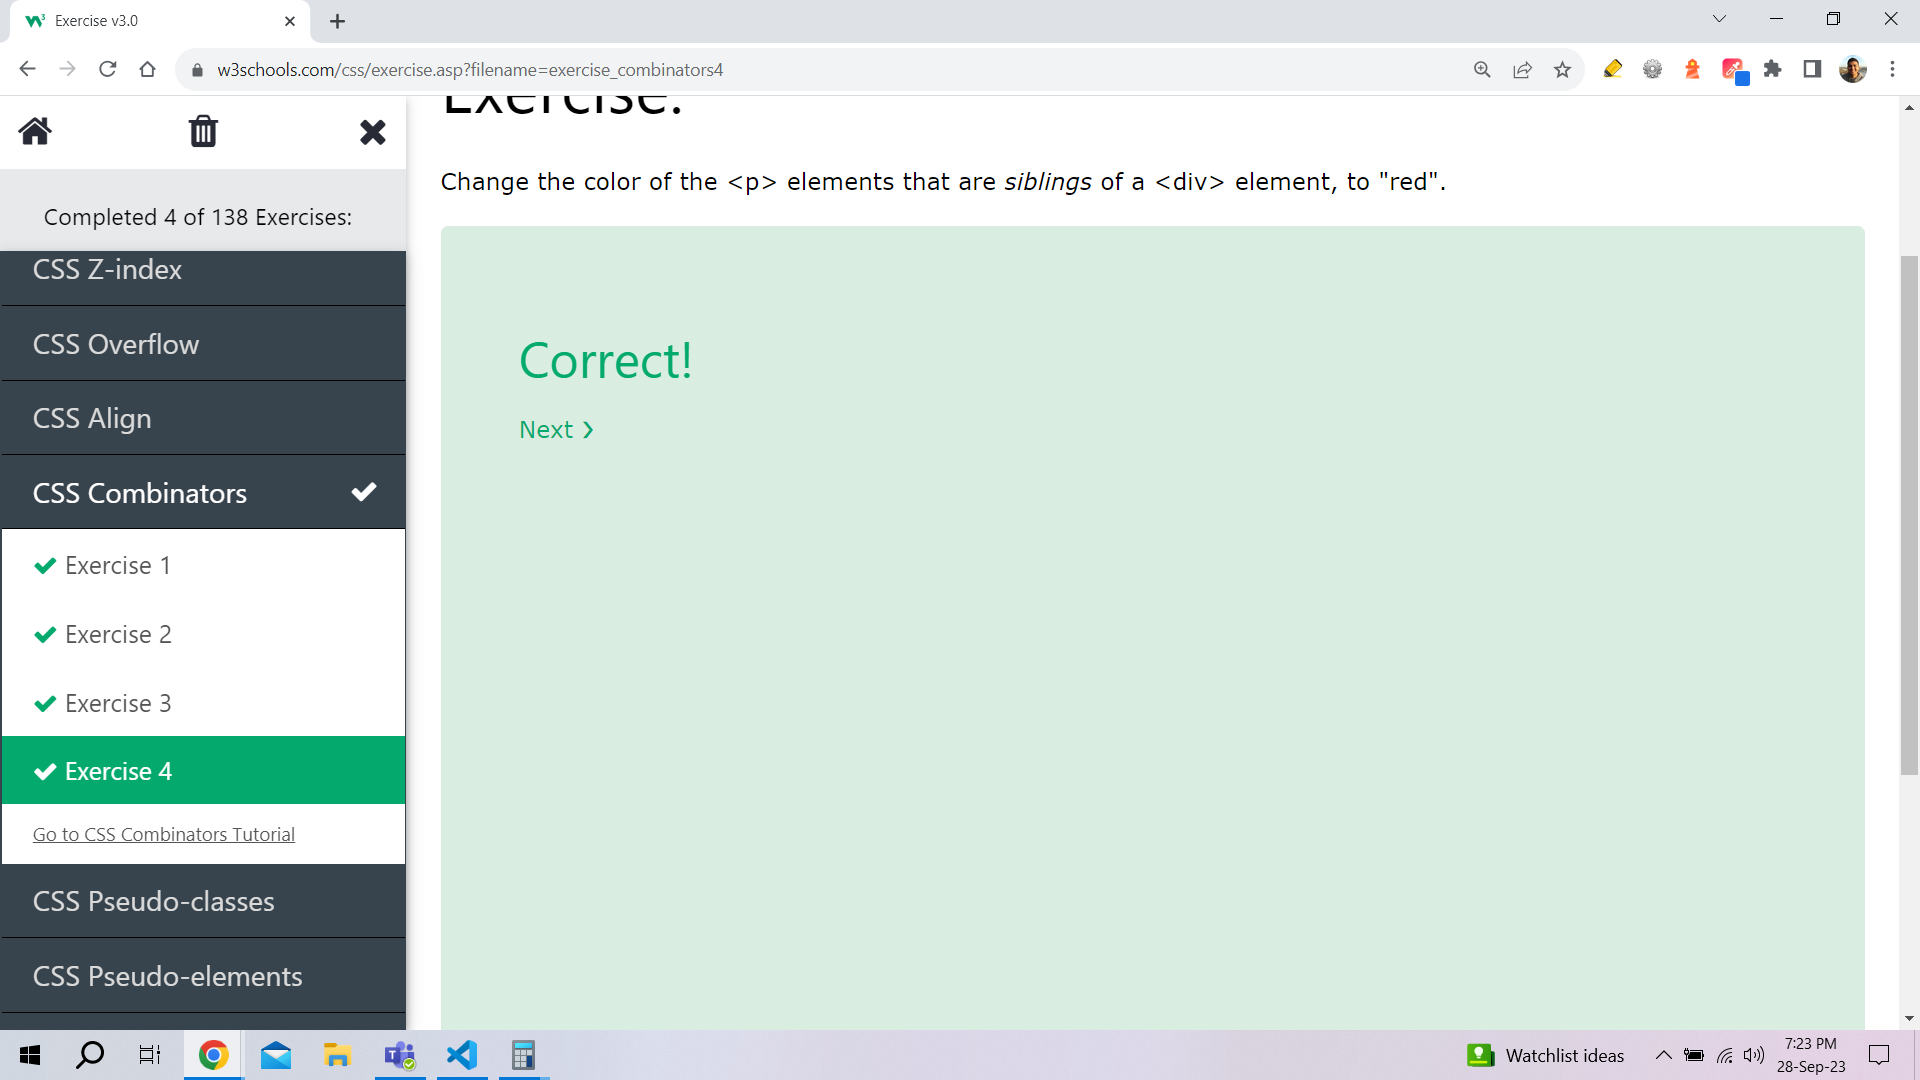 Exercise v3.0
w3schools.com/css/exercise.asp?filename=exercise_combinators4
Exercise:
Completed 4 of 138 Exercises:
CSS Z-index
CSS Overflow
CSS Align
CSS Combinators
Exercise 1
Exercise 2
Exercise 3
Exercise 4
Go to CSS Combinators Tutorial
CSS Pseudo-classes
CSS Pseudo-elements
Change the color of the <p> elements that are siblings of a <div> element, to "red".
Correct!
Next ❯
Watchlist ideas
7:23 PM
28-Sep-23